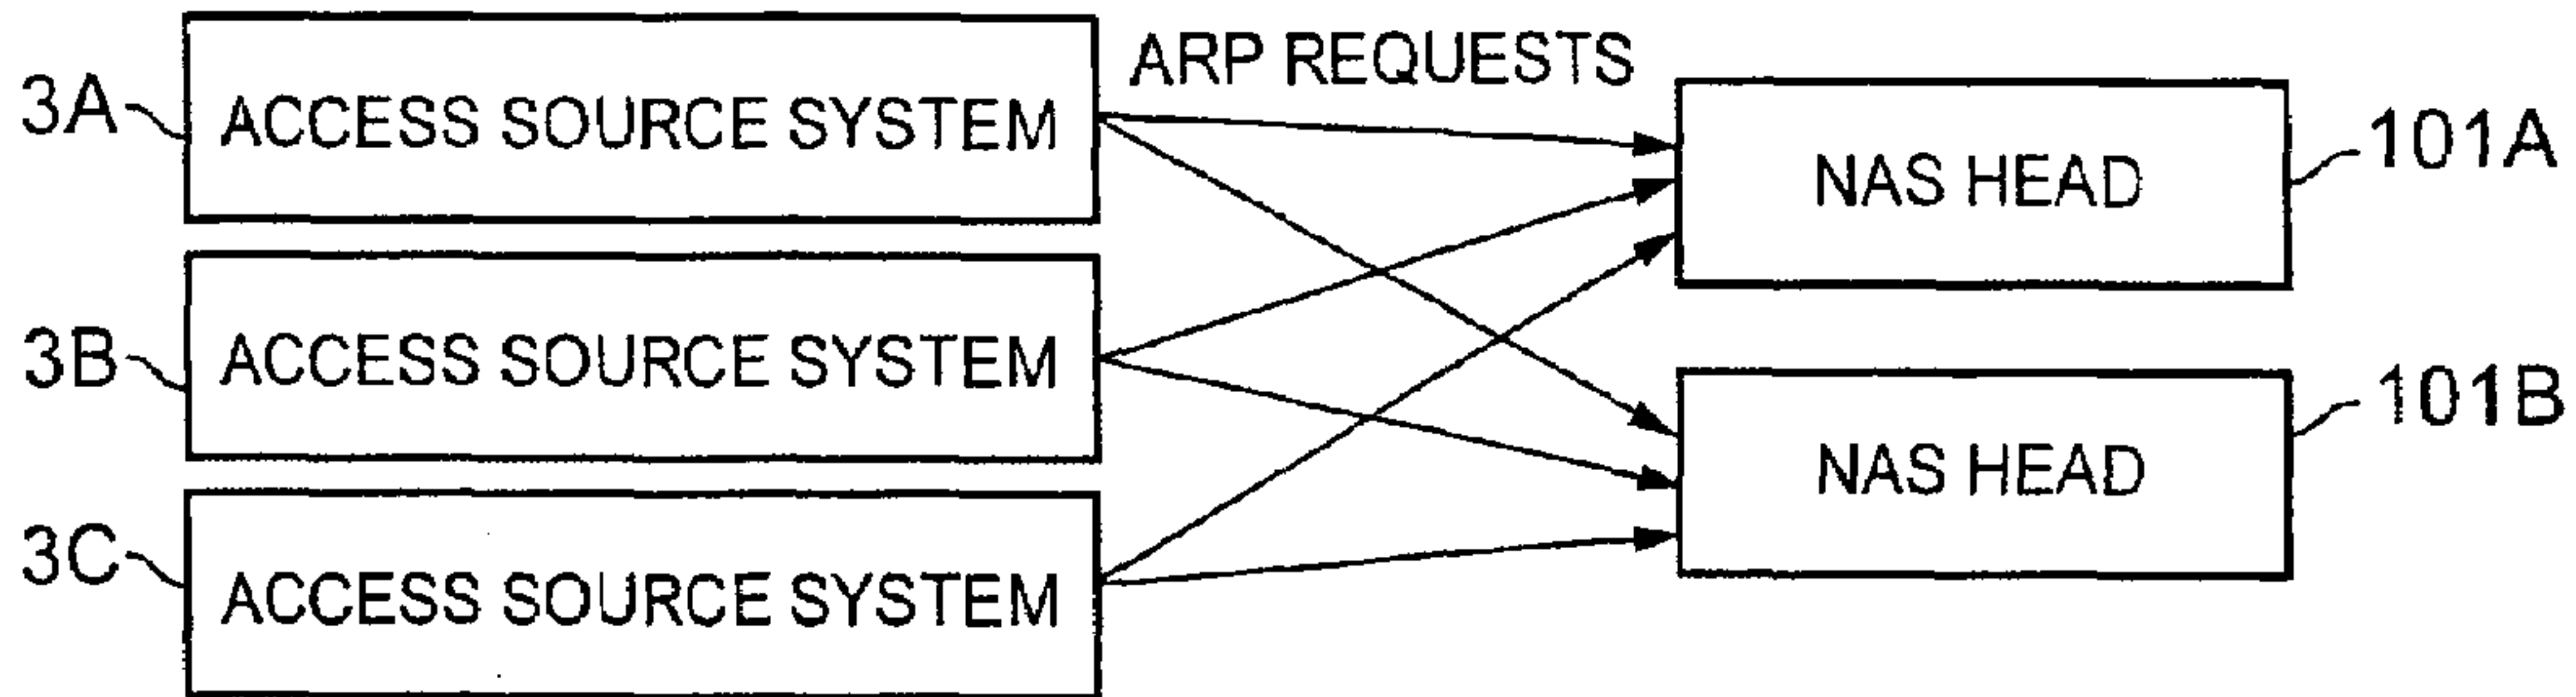 ARP REQUESTS
3A
ACCESS SOURCE SYSTEM
NAS HEAD
101A
3B
ACCESS SOURCE SYSTEM
NAS HEAD
101B
3C
ACCESS SOURCE SYSTEM